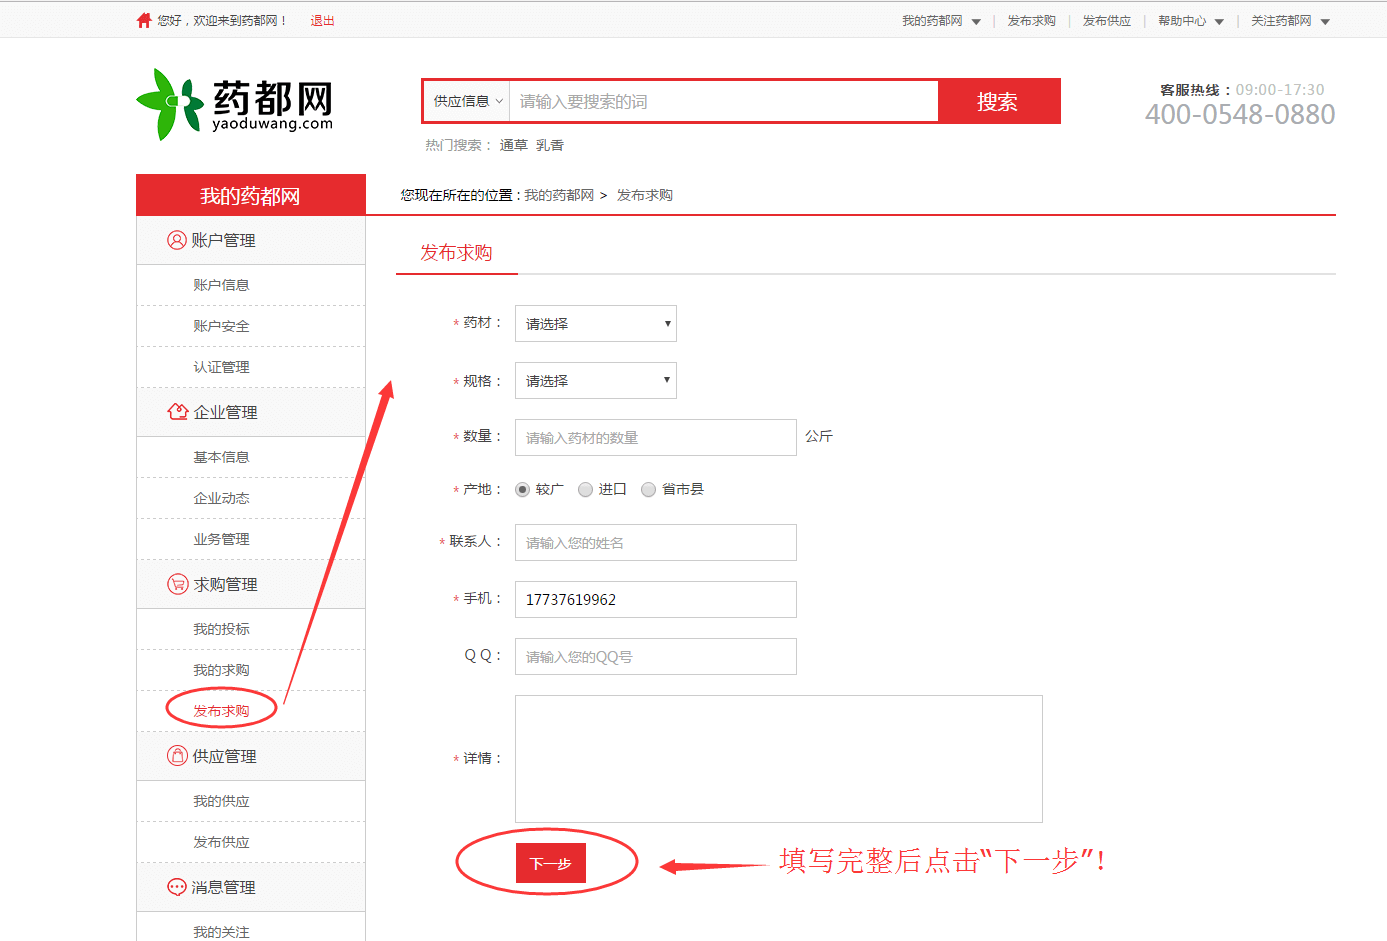 您好，欢迎来到药都网！ 退出
我的药都网 发布求购 发布供应 帮助中心 关注药都网
药都网
yaoduwang.com
供应信息 请输入要搜索的词 搜索
热门搜索： 通草 乳香
客服热线：09:00-17:30
400-0548-0880
我的药都网
账户管理
账户信息
账户安全
认证管理
企业管理
基本信息
企业动态
业务管理
求购管理
我的投标
我的求购
发布求购
供应管理
我的供应
发布供应
消息管理
我的关注
您现在所在的位置 : 我的药都网 > 发布求购
发布求购
* 药材： 请选择
* 规格： 请选择
* 数量： 请输入药材的数量 公斤
* 产地： 较广 进口 省市县
* 联系人： 请输入您的姓名
* 手机： 17737619962
Q Q： 请输入您的QQ号
* 详情：
下一步
填写完整后点击“下一步”！